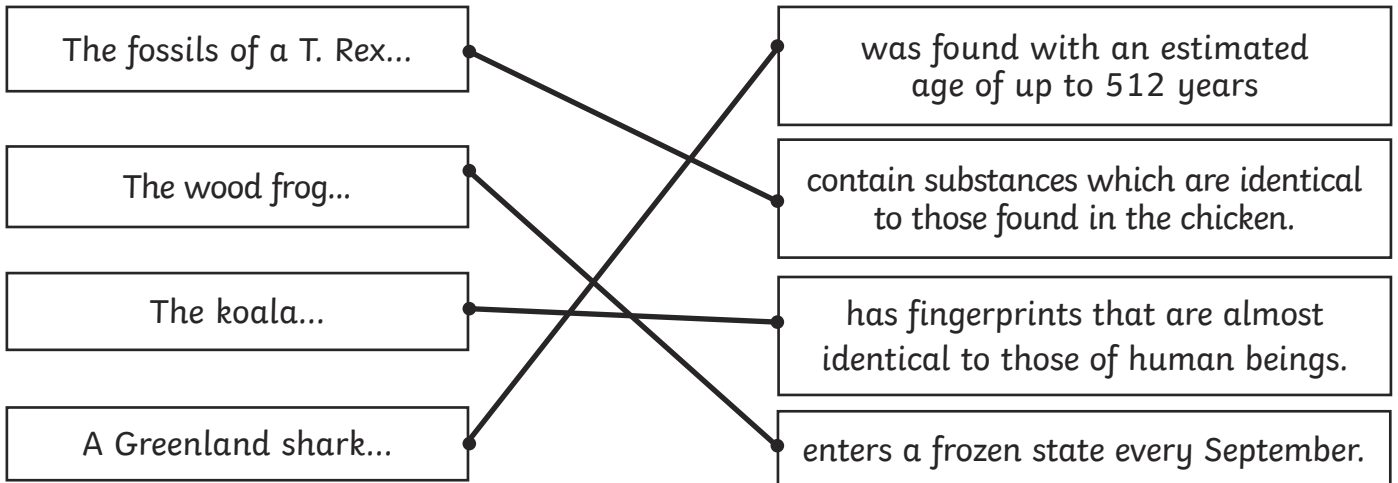 The fossils of a T. Rex...
The wood frog...
The koala...
A Greenland shark...
was found with an estimated
age of up to 512 years
contain substances which are identical
to those found in the chicken.
has fingerprints that are almost
identical to those of human beings.
enters a frozen state every September.